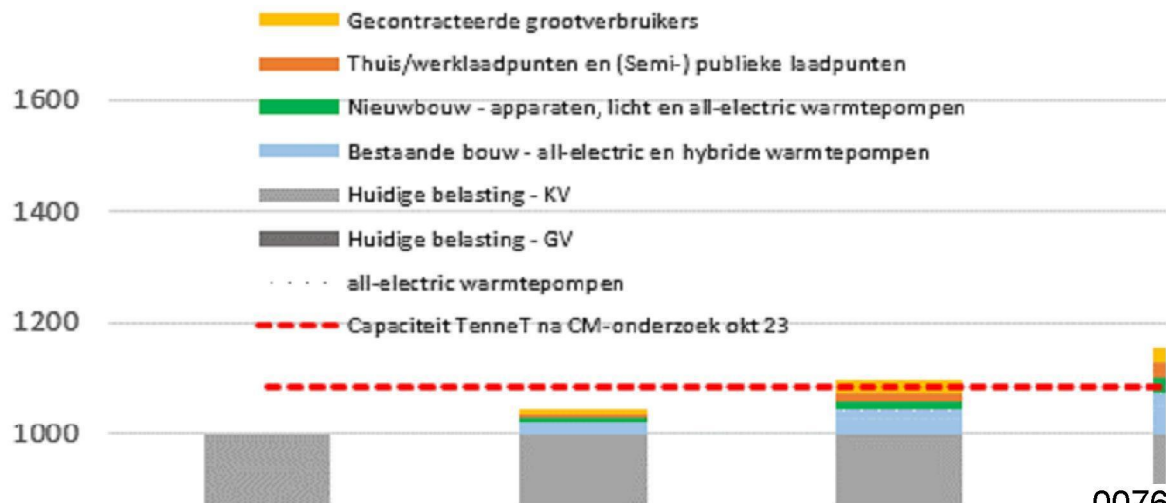 Gecontracteerde grootverbruikers
Thuis/werklaadpunten en (Semi-) publieke laadpunten
1600
Nieuwbouw - apparaten, licht en all-electric warmtepompen
Bestaande bouw - all-electric en hybride warmtepompen
Huidige belasting - KV
1400
Huidige belasting - GV
all-electric warmtepompen
1200
Capaciteit TenneT na CM-onderzoek okt 23
1000
0076